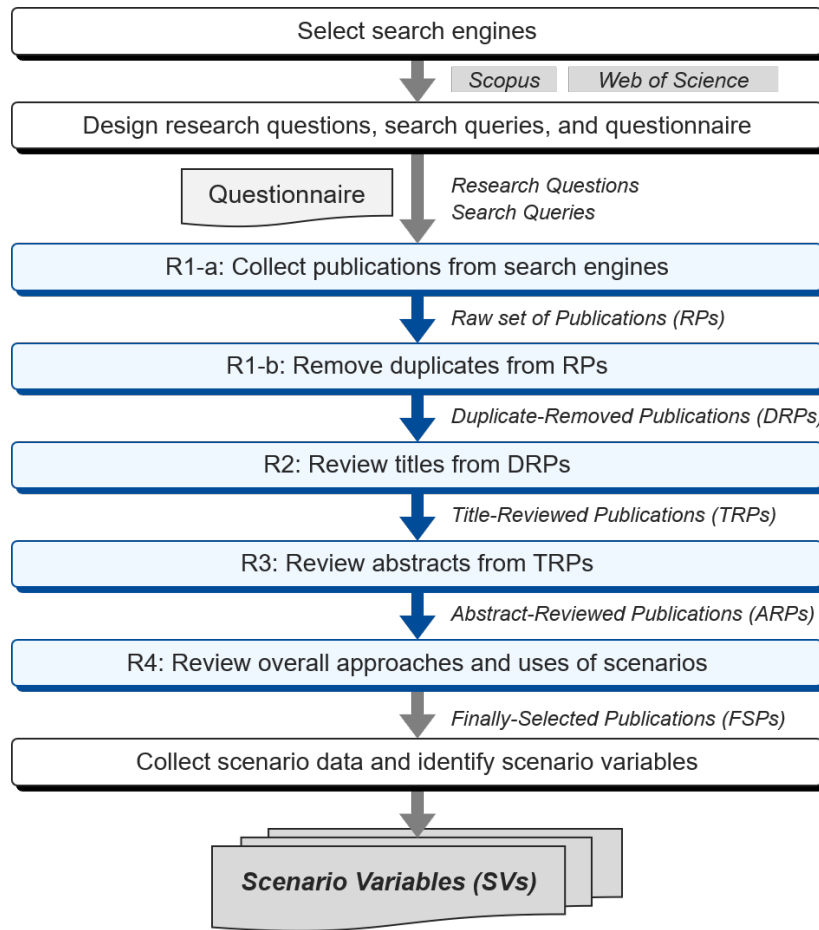 Select search engines
Scopus Web of Science
Design research questions, search queries, and questionnaire
Questionnaire
Research Questions
Search Queries
R1-a: Collect publications from search engines
Raw set of Publications (RPs)
R1-b: Remove duplicates from RPs
Duplicate-Removed Publications (DRPs)
R2: Review titles from DRPs
Title-Reviewed Publications (TRPs)
R3: Review abstracts from TRPs
Abstract-Reviewed Publications (ARPs)
R4: Review overall approaches and uses of scenarios
Finally-Selected Publications (FSPs)
Collect scenario data and identify scenario variables
Scenario Variables (SVs)